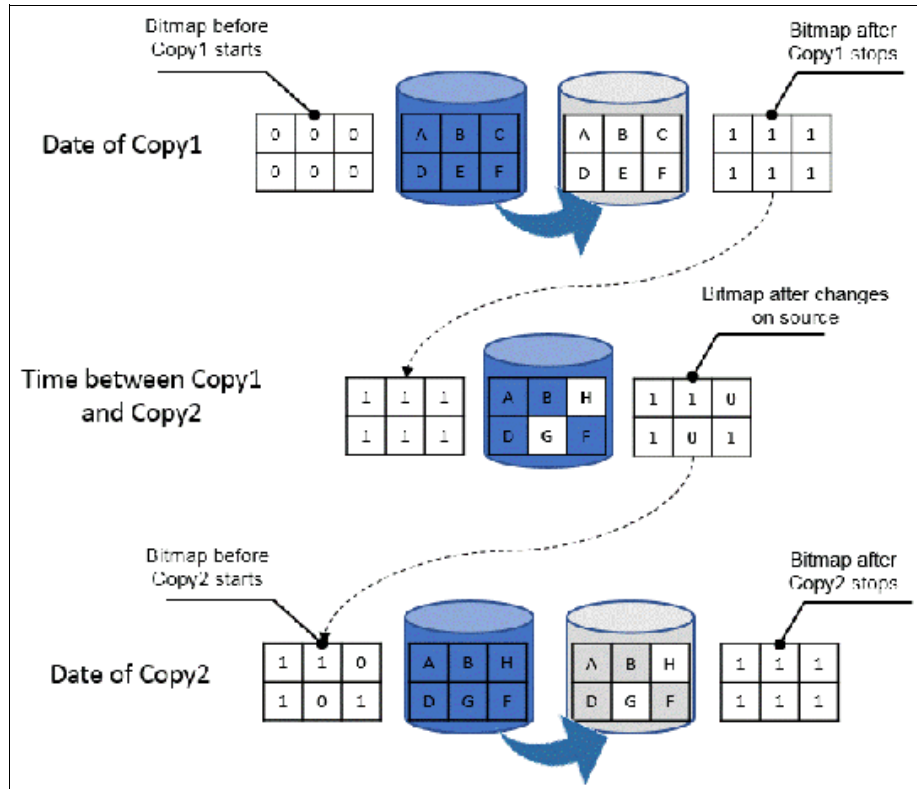 Bitmap before
Copy1 starts
Bitmap after
Copy1 stops
Date of Copy1
0 0 0
0 0 0
A B C
D E F
A B C
D E F
1 1 1
1 1 1
Bitmap after changes
on source
Time between Copy1
and Copy2
1 1 1
1 1 1
A B H
D G F
1 1 0
1 0 1
Bitmap before
Copy2 starts
Bitmap after
Copy2 stops
Date of Copy2
1 1 0
1 0 1
A B H
D G F
A B H
D G F
1 1 1
1 1 1